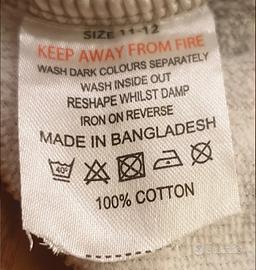 SIZE 11-12
KEEP AWAY FROM FIRE
WASH DARK COLOURS SEPARATELY
WASH INSIDE OUT
RESHAPE WHILST DAMP
IRON ON REVERSE
MADE IN BANGLADESH
40°
100% COTTON